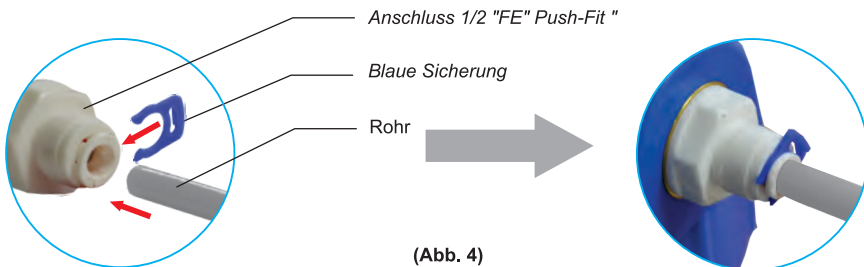 Anschluss 1/2 "FE" Push-Fit "
Blaue Sicherung
Rohr
(Abb. 4)